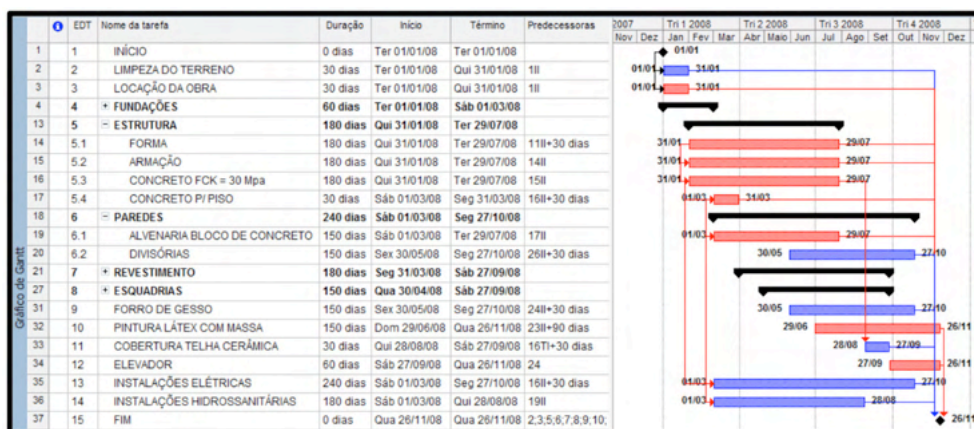 EDT Nome da tarefa Duração Início Término Predecessoras 2007 Tri 1 2008 Tri 2 2008 Tri 3 2008 Tri 4 2008
Nov Dez Jan Fev Mar Abr Maio Jun Jul Ago Set Out Nov Dez
1 1 INÍCIO 0 dias Ter 01/01/08 Ter 01/01/08 01/01
2 2 LIMPEZA DO TERRENO 30 dias Ter 01/01/08 Qui 31/01/08 1II 01/01 31/01
3 3 LOCAÇÃO DA OBRA 30 dias Ter 01/01/08 Qui 31/01/08 1II 01/01 31/01
4 4 + FUNDAÇÕES 60 dias Ter 01/01/08 Sáb 01/03/08
13 5 − ESTRUTURA 180 dias Qui 31/01/08 Ter 29/07/08
14 5.1 FORMA 180 dias Qui 31/01/08 Ter 29/07/08 11II+30 dias 31/01 29/07
15 5.2 ARMAÇÃO 180 dias Qui 31/01/08 Ter 29/07/08 14II 31/01 29/07
16 5.3 CONCRETO FCK = 30 Mpa 180 dias Qui 31/01/08 Ter 29/07/08 15II 31/01 29/07
17 5.4 CONCRETO P/ PISO 30 dias Sáb 01/03/08 Seg 31/03/08 16II+30 dias 01/03 31/03
18 6 − PAREDES 240 dias Sáb 01/03/08 Seg 27/10/08
19 6.1 ALVENARIA BLOCO DE CONCRETO 150 dias Sáb 01/03/08 Ter 29/07/08 17II 01/03 29/07
20 6.2 DIVISÓRIAS 150 dias Sex 30/05/08 Seg 27/10/08 26II+30 dias 30/05 27/10
21 7 + REVESTIMENTO 180 dias Seg 31/03/08 Sáb 27/09/08
27 8 + ESQUADRIAS 150 dias Qua 30/04/08 Sáb 27/09/08
31 9 FORRO DE GESSO 150 dias Sex 30/05/08 Seg 27/10/08 24II+30 dias 30/05 27/10
32 10 PINTURA LÁTEX COM MASSA 150 dias Dom 29/06/08 Qua 26/11/08 23II+90 dias 29/06 26/11
33 11 COBERTURA TELHA CERÂMICA 30 dias Qui 28/08/08 Sáb 27/09/08 16TI+30 dias 28/08 27/09
34 12 ELEVADOR 60 dias Sáb 27/09/08 Qua 26/11/08 24 27/09 26/11
35 13 INSTALAÇÕES ELÉTRICAS 240 dias Sáb 01/03/08 Seg 27/10/08 16II+30 dias 01/03 27/10
36 14 INSTALAÇÕES HIDROSSANITÁRIAS 180 dias Sáb 01/03/08 Qui 28/08/08 19II 01/03 28/08
37 15 FIM 0 dias Qua 26/11/08 Qua 26/11/08 2;3;5;6;7;8;9;10; 26/11
Gráfico de Gantt